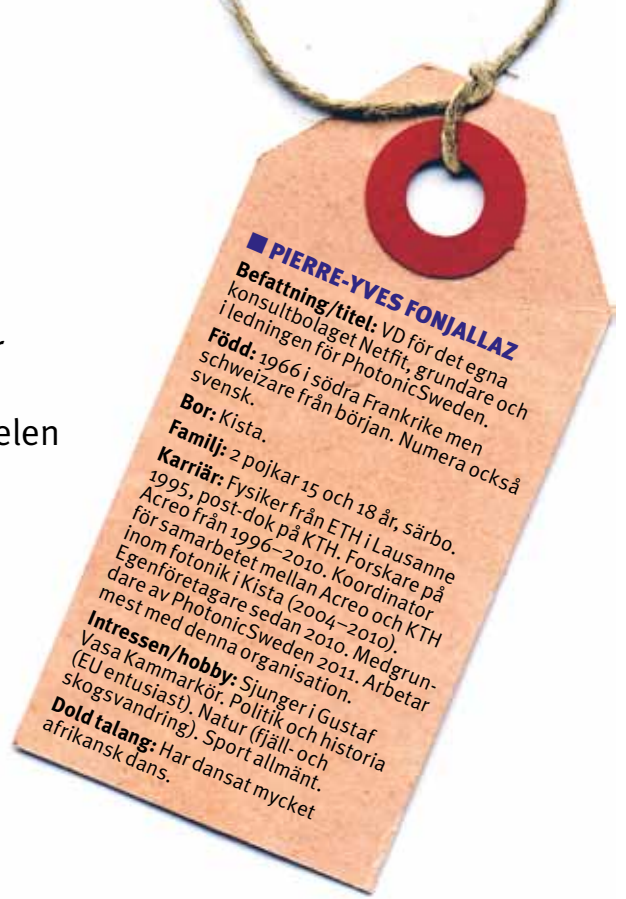 r
elen
■ PIERRE-YVES FONJALLAZ
Befattning/titel: VD för det egna
konsultbolaget Netfit, grundare och
i ledningen för PhotonicSweden.
Född: 1966 i södra Frankrike men
schweizare från början. Numera också
svensk.
Bor: Kista.
Familj: 2 pojkar 15 och 18 år, särbo.
Karriär: Fysiker från ETH i Lausanne
1995, post-dok på KTH. Forskare på
Acreo från 1996–2010. Koordinator
för samarbetet mellan Acreo och KTH
inom fotonik i Kista (2004–2010).
Egenföretagare sedan 2010. Medgrun-
dare av PhotonicSweden 2011. Arbetar
mest med denna organisation.
Intressen/hobby: Sjunger i Gustaf
Vasa Kammarkör. Politik och historia
(EU entusiast). Natur (fjäll- och
skogsvandring). Sport allmänt.
Dold talang: Har dansat mycket
afrikansk dans.